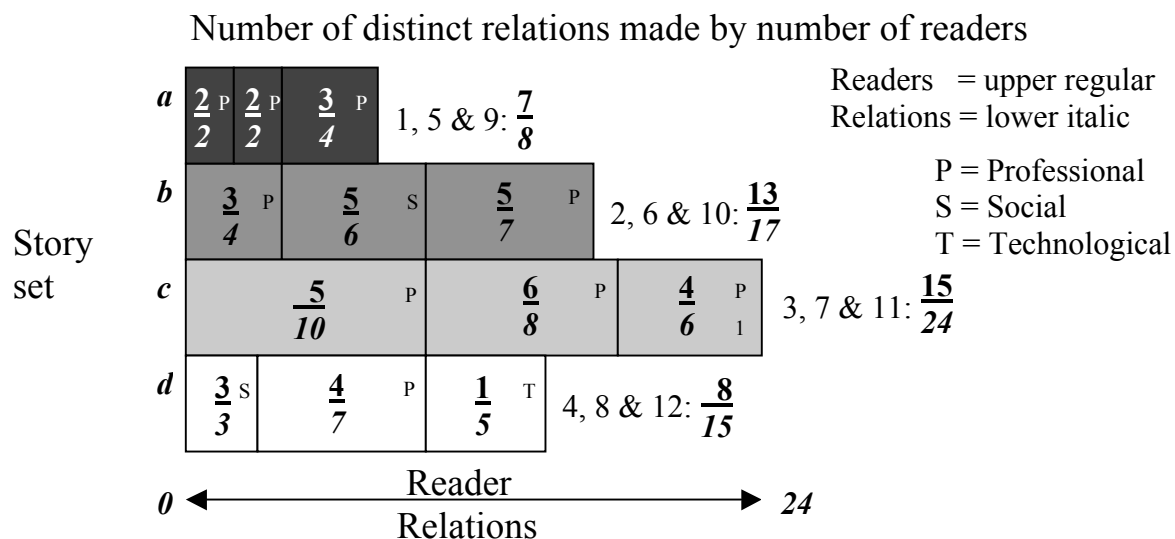 Number of distinct relations made by number of readers
Readers = upper regular
Relations = lower italic
P = Professional
S = Social
T = Technological
Story
set
a
2/2 P
2/2 P
3/4 P
1, 5 & 9: 7/8
b
3/4 P
5/6 S
5/7 P
2, 6 & 10: 13/17
c
5/10 P
6/8 P
4/6 P
1
3, 7 & 11: 15/24
d
3/3 S
4/7 P
1/5 T
4, 8 & 12: 8/15
0 Reader 24
Relations